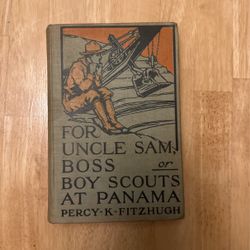 FOR
UNCLE SAM,
BOSS or
BOY SCOUTS
AT PANAMA
PERCY-K-FITZHUGH